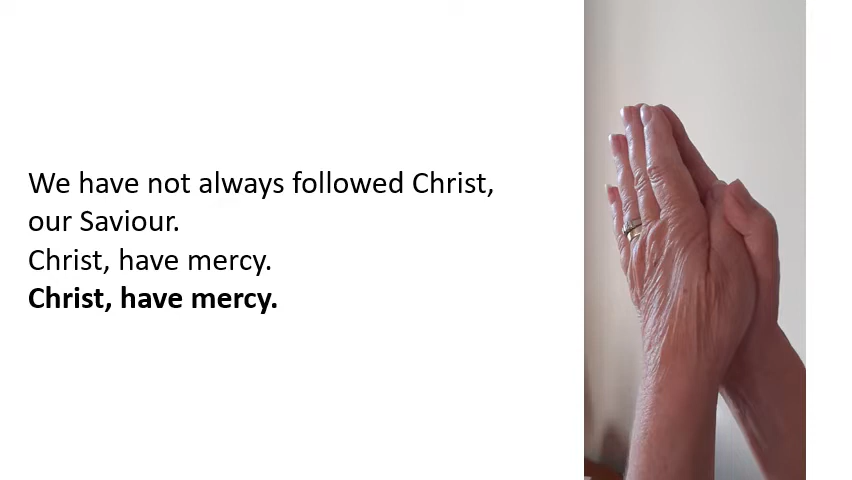 We have not always followed Christ,
our Saviour.
Christ, have mercy.
Christ, have mercy.